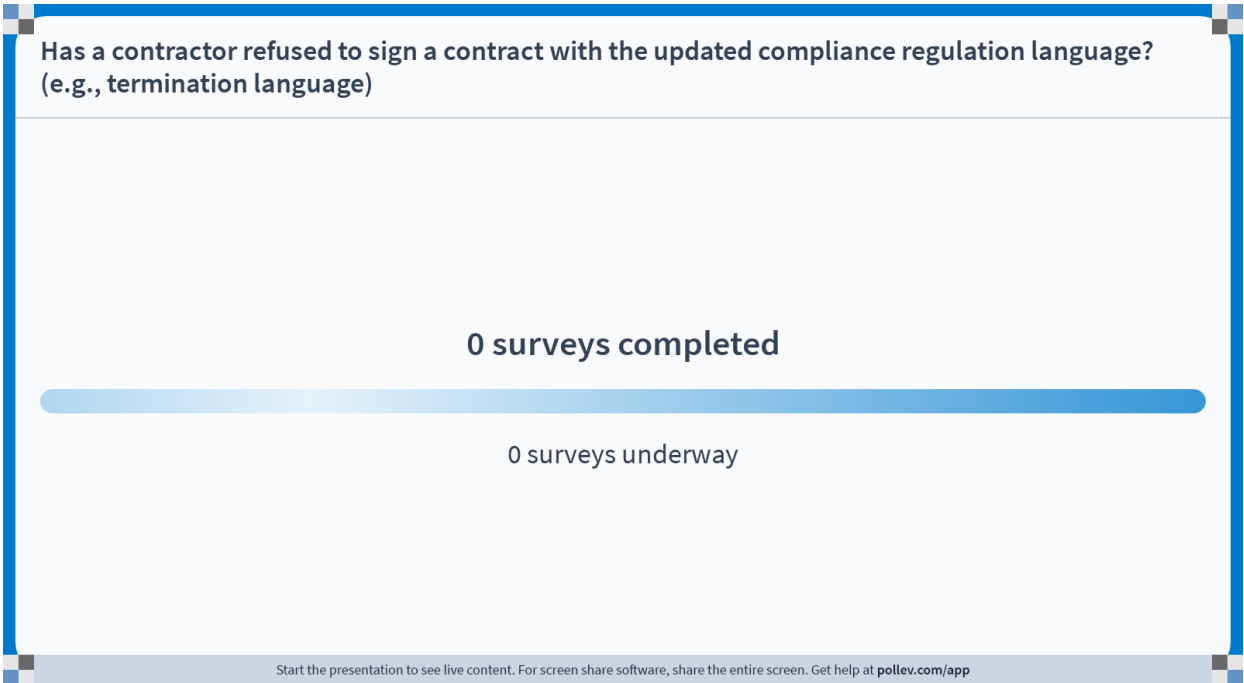 Has a contractor refused to sign a contract with the updated compliance regulation language?
(e.g., termination language)
0 surveys completed
0 surveys underway
Start the presentation to see live content. For screen share software, share the entire screen. Get help at pollev.com/app